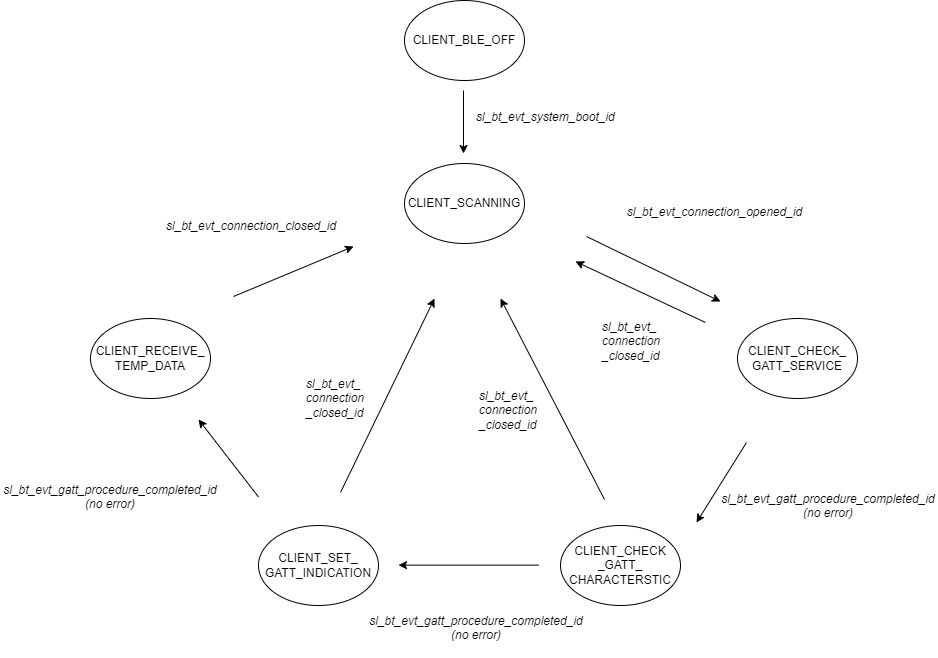 CLIENT_BLE_OFF
sl_bt_evt_system_boot_id
CLIENT_SCANNING
sl_bt_evt_connection_opened_id
sl_bt_evt_connection_closed_id
sl_bt_evt_
connection
_closed_id
CLIENT_RECEIVE_
TEMP_DATA
CLIENT_CHECK_
GATT_SERVICE
sl_bt_evt_
connection
_closed_id
sl_bt_evt_
connection
_closed_id
sl_bt_evt_gatt_procedure_completed_id
(no error)
sl_bt_evt_gatt_procedure_completed_id
(no error)
CLIENT_SET_
GATT_INDICATION
CLIENT_CHECK
_GATT_
CHARACTERSTIC
sl_bt_evt_gatt_procedure_completed_id
(no error)